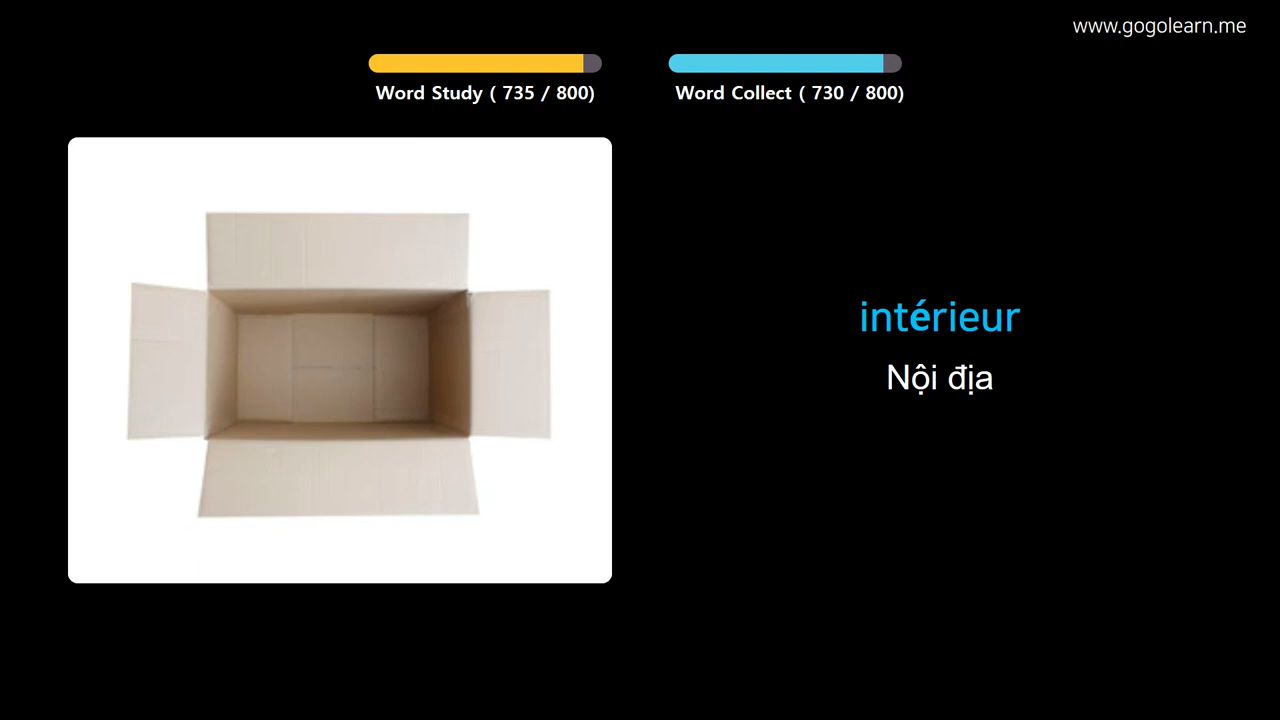 www.gogolearn.me
Word Study ( 735 / 800)
Word Collect ( 730 / 800)
intérieur
Nội địa